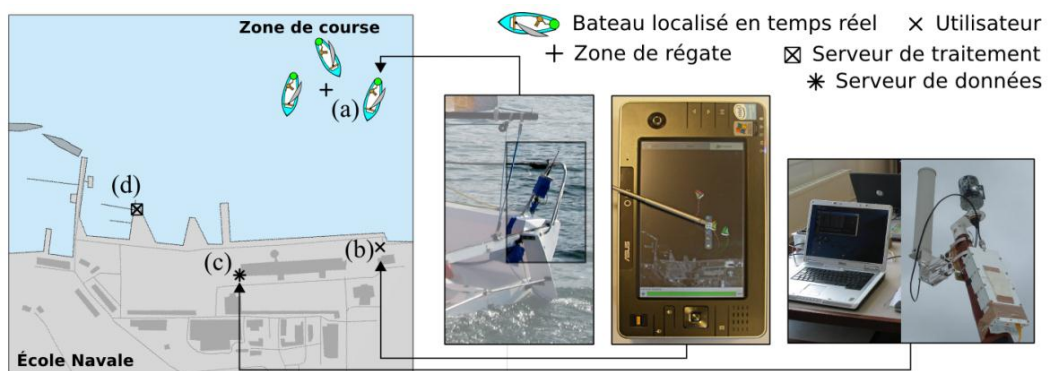 Zone de course
Bateau localisé en temps réel
Utilisateur
Zone de régate
Serveur de traitement
Serveur de données
(a)
(d)
(b)
(c)
ASUS
École Navale